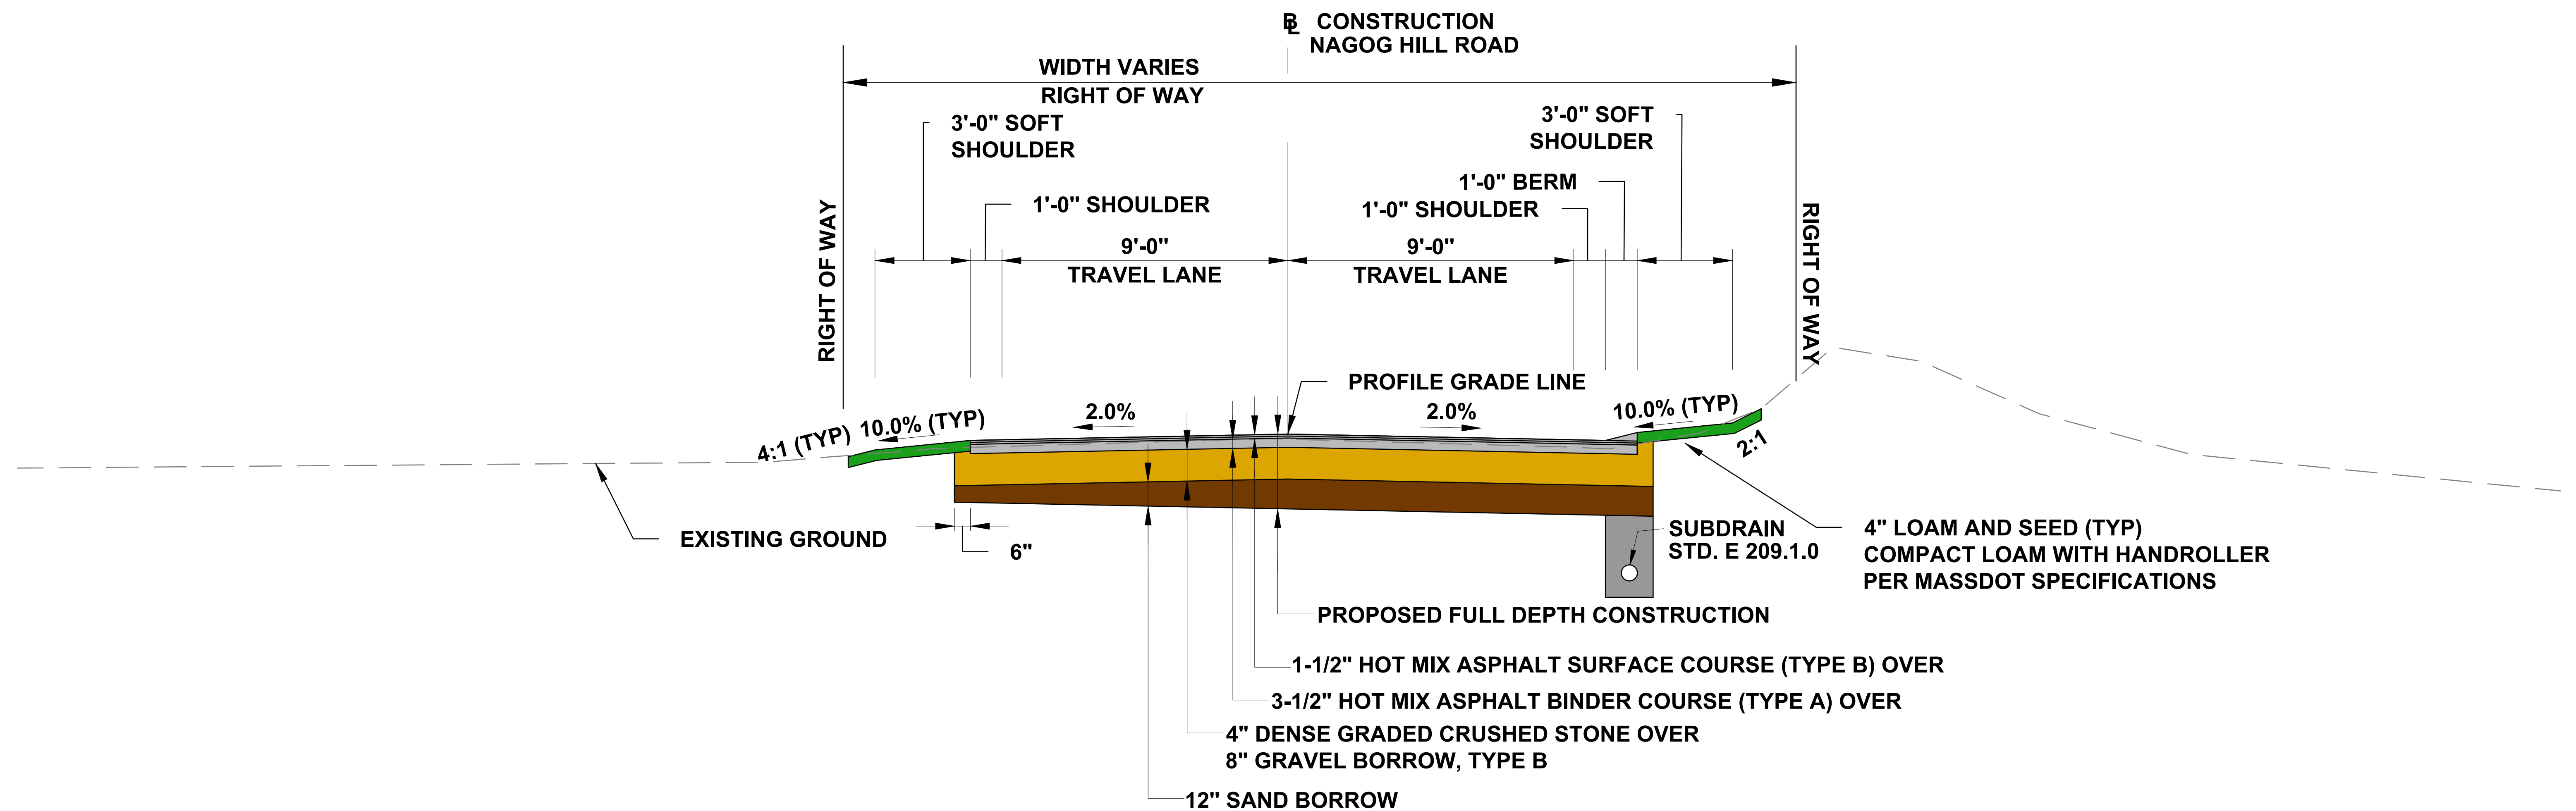 BL CONSTRUCTION
NAGOG HILL ROAD
WIDTH VARIES
RIGHT OF WAY
3'-0" SOFT
SHOULDER
3'-0" SOFT
SHOULDER
1'-0" BERM
1'-0" SHOULDER
1'-0" SHOULDER
RIGHT OF WAY
RIGHT OF WAY
9'-0"
TRAVEL LANE
9'-0"
TRAVEL LANE
PROFILE GRADE LINE
4:1 (TYP)
10.0% (TYP)
2.0%
2.0%
10.0% (TYP)
2:1
EXISTING GROUND
6"
SUBDRAIN
STD. E 209.1.0
4" LOAM AND SEED (TYP)
COMPACT LOAM WITH HANDROLLER
PER MASSDOT SPECIFICATIONS
PROPOSED FULL DEPTH CONSTRUCTION
1-1/2" HOT MIX ASPHALT SURFACE COURSE (TYPE B) OVER
3-1/2" HOT MIX ASPHALT BINDER COURSE (TYPE A) OVER
4" DENSE GRADED CRUSHED STONE OVER
8" GRAVEL BORROW, TYPE B
12" SAND BORROW